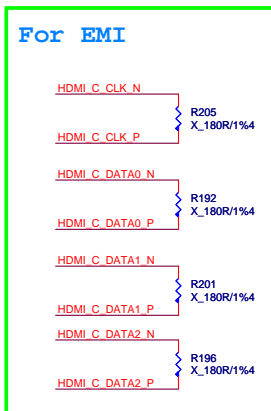 For EMI
HDMI_C_CLK_N
R205
X_180R/1%4
HDMI_C_CLK_P
HDMI_C_DATA0_N
R192
X_180R/1%4
HDMI_C_DATA0_P
HDMI_C_DATA1_N
R201
X_180R/1%4
HDMI_C_DATA1_P
HDMI_C_DATA2_N
R196
X_180R/1%4
HDMI_C_DATA2_P